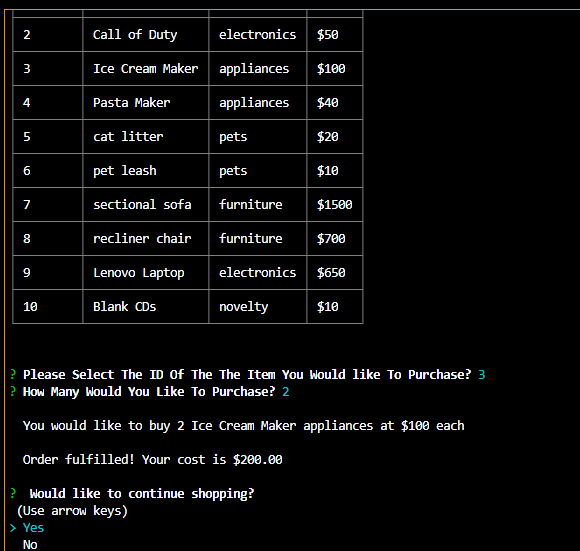 2 Call of Duty electronics $50
3 Ice Cream Maker appliances $100
4 Pasta Maker appliances $40
5 cat litter pets $20
6 pet leash pets $10
7 sectional sofa furniture $1500
8 recliner chair furniture $700
9 Lenovo Laptop electronics $650
10 Blank CDs novelty $10
? Please Select The ID Of The The Item You Would like To Purchase? 3
? How Many Would You Like To Purchase? 2
You would like to buy 2 Ice Cream Maker appliances at $100 each
Order fulfilled! Your cost is $200.00
? Would like to continue shopping?
(Use arrow keys)
> Yes
No